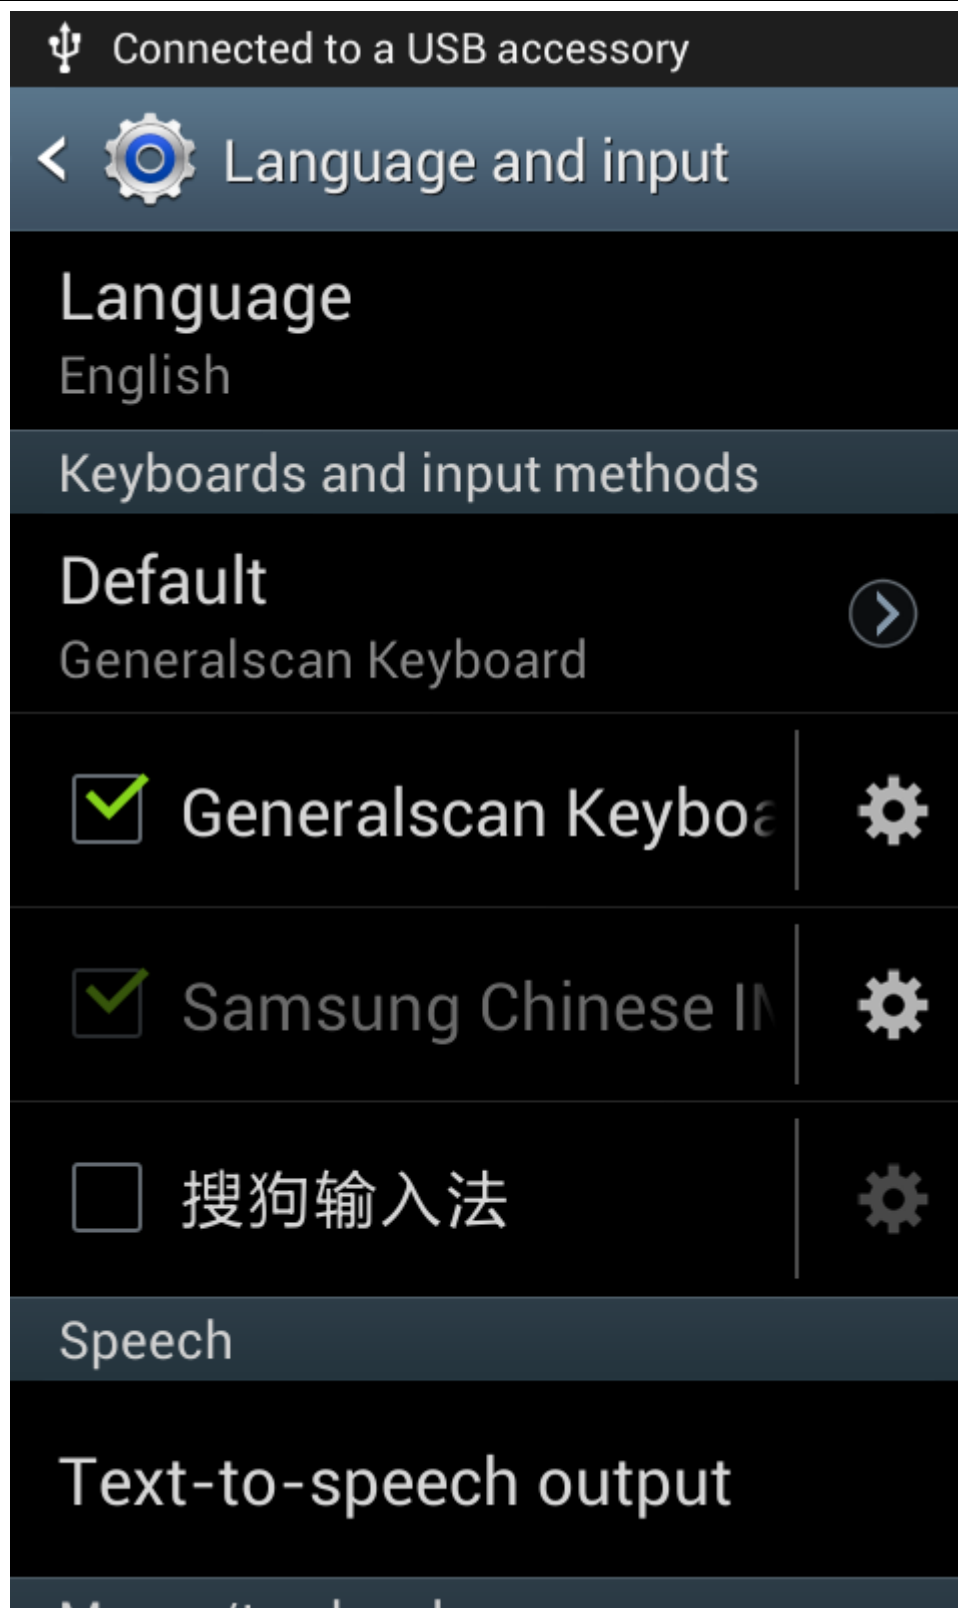 Connected to a USB accessory
Language and input
Language
English
Keyboards and input methods
Default
Generalscan Keyboard
Generalscan Keyboa
Samsung Chinese IM
搜狗输入法
Speech
Text-to-speech output